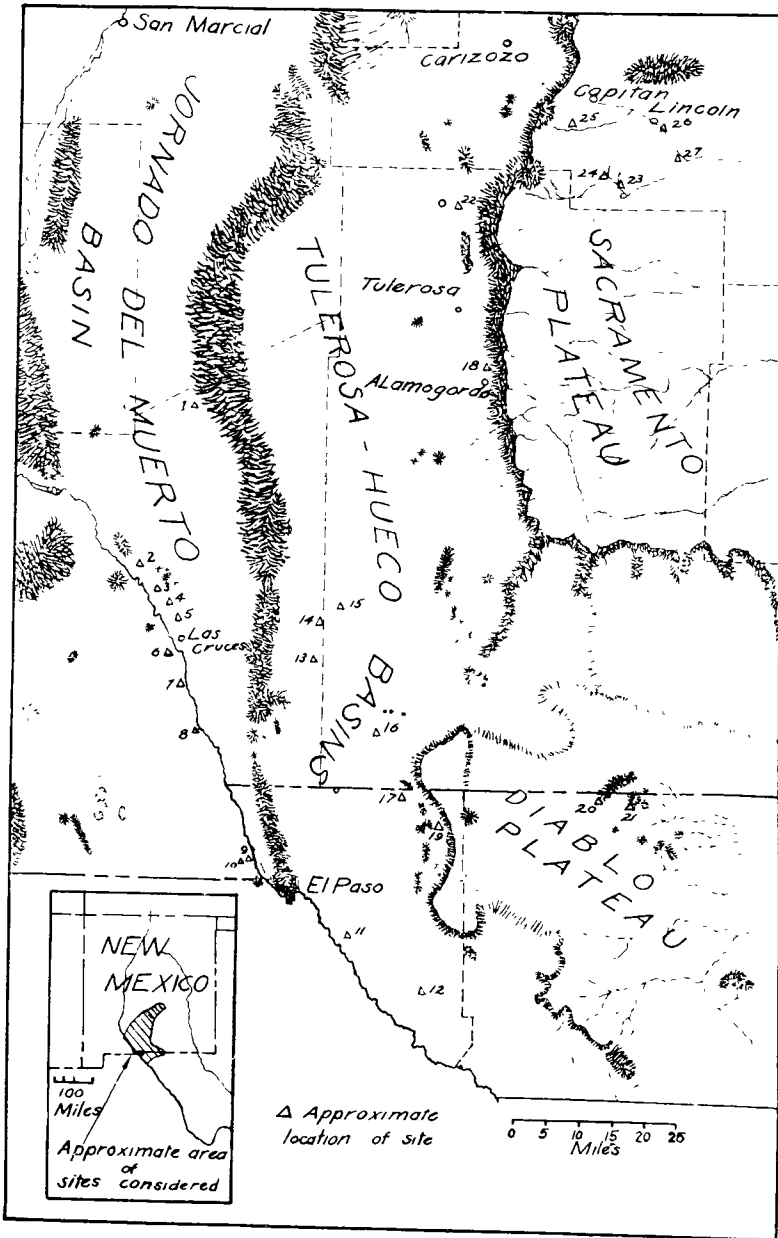 San Marcial
Carizozo
Capitan
Lincoln
25
26
27
24
23
22
JORNADO DEL MUERTO
BASIN
TULEROSA-HUECO BASINS
SACRAMENTO
PLATEAU
Tulerosa
18
ALamogordo
1
2
3
4
5
Las
Cruces
6
7
8
15
14
13
16
17
19
20
21
DIABLO
PLATEAU
9
10
El Paso
11
12
NEW
MEXICO
100
Miles
Approximate area
of
sites considered
Δ Approximate
location of site
0 5 10 15 20 25
Miles